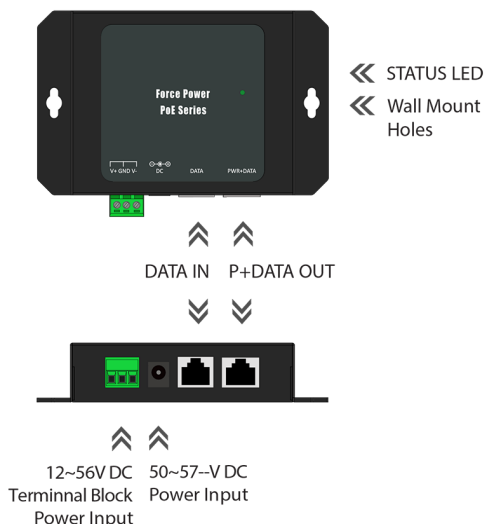 Force Power
PoE Series
STATUS LED
Wall Mount
Holes
V+ GND V-
DC
DATA
PWR+DATA
DATA IN
P+DATA OUT
12~56V DC
Terminnal Block
Power Input
50~57--V DC
Power Input